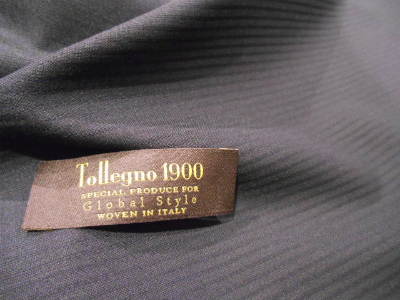 Tollegno 1900
SPECIAL PRODUCE FOR
Global Style
WOVEN IN ITALY